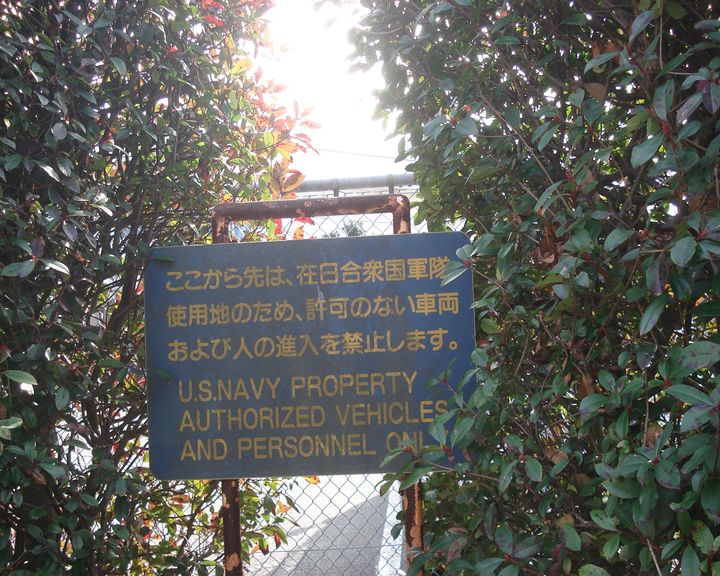 ここから先は、在日合衆国軍隊
使用地のため、許可のない車両
および人の進入を禁止します。
U.S.NAVY PROPERTY
AUTHORIZED VEHICLES
AND PERSONNEL ONL